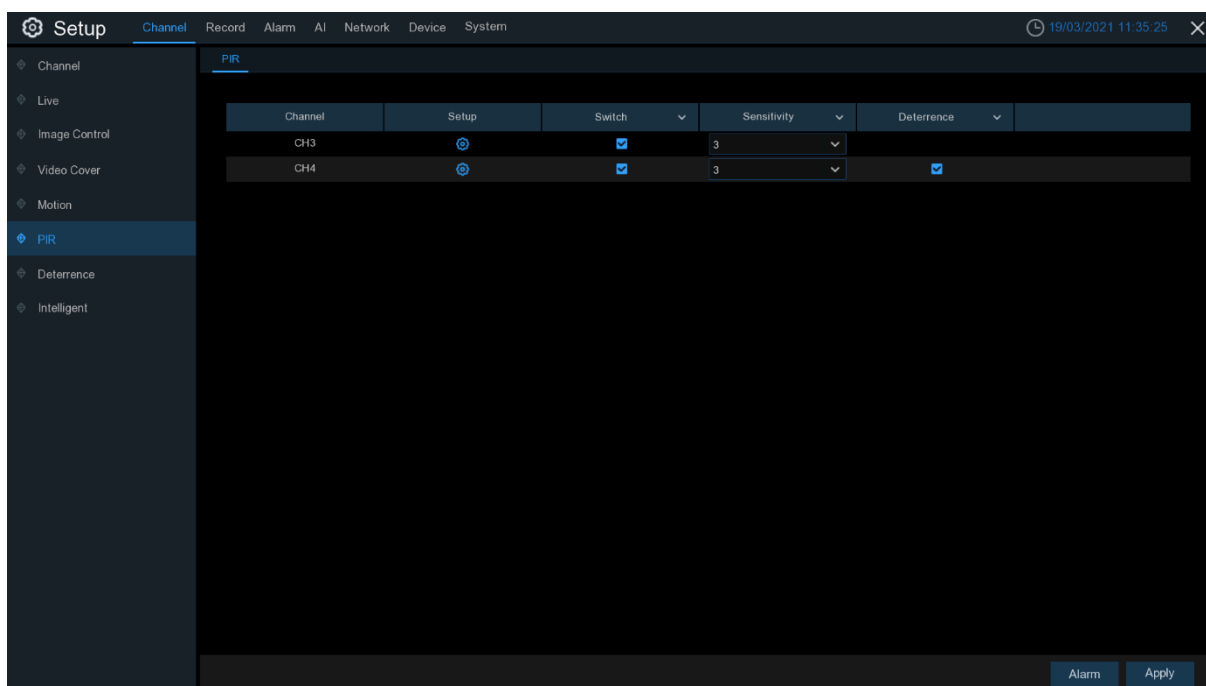 Setup Channel Record Alarm AI Network Device System 19/03/2021 11:35:25
Channel
Live
Image Control
Video Cover
Motion
PIR
Deterrence
Intelligent
PIR
Channel Setup Switch Sensitivity Deterrence
CH3 3
CH4 3
Alarm Apply